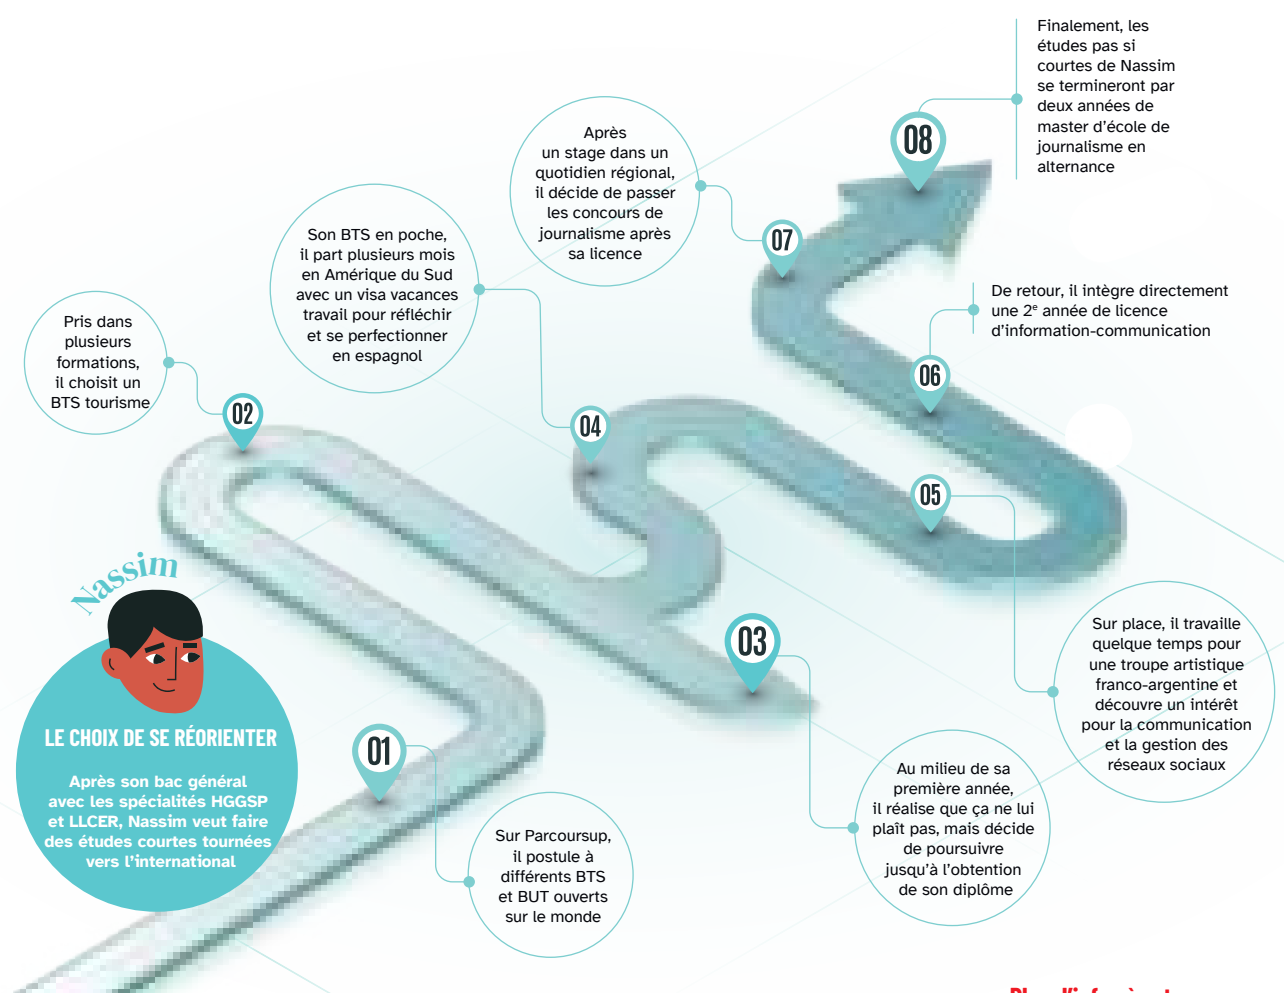 Nassim
LE CHOIX DE SE RÉORIENTER
Après son bac général
avec les spécialités HGGSP
et LLCER, Nassim veut faire
des études courtes tournées
vers l’international
01
Sur Parcoursup,
il postule à
différents BTS
et BUT ouverts
sur le monde
02
Pris dans
plusieurs
formations,
il choisit un
BTS tourisme
03
Au milieu de sa
première année,
il réalise que ça ne lui
plaît pas, mais décide
de poursuivre
jusqu’à l’obtention
de son diplôme
04
Son BTS en poche,
il part plusieurs mois
en Amérique du Sud
avec un visa vacances
travail pour réfléchir
et se perfectionner
en espagnol
05
Sur place, il travaille
quelque temps pour
une troupe artistique
franco-argentine et
découvre un intérêt
pour la communication
et la gestion des
réseaux sociaux
06
De retour, il intègre directement
une 2e année de licence
d’information-communication
07
Après
un stage dans un
quotidien régional,
il décide de passer
les concours de
journalisme après
sa licence
08
Finalement, les
études pas si
courtes de Nassim
se termineront par
deux années de
master d’école de
journalisme en
alternance